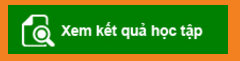 Xem kết quả học tập